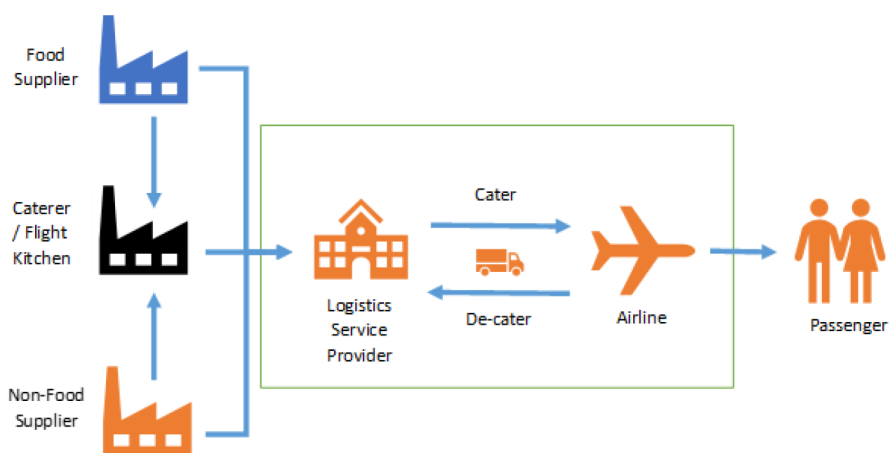 Food
Supplier
Caterer
/ Flight
Kitchen
Non-Food
Supplier
Logistics
Service
Provider
Cater
De-cater
Airline
Passenger